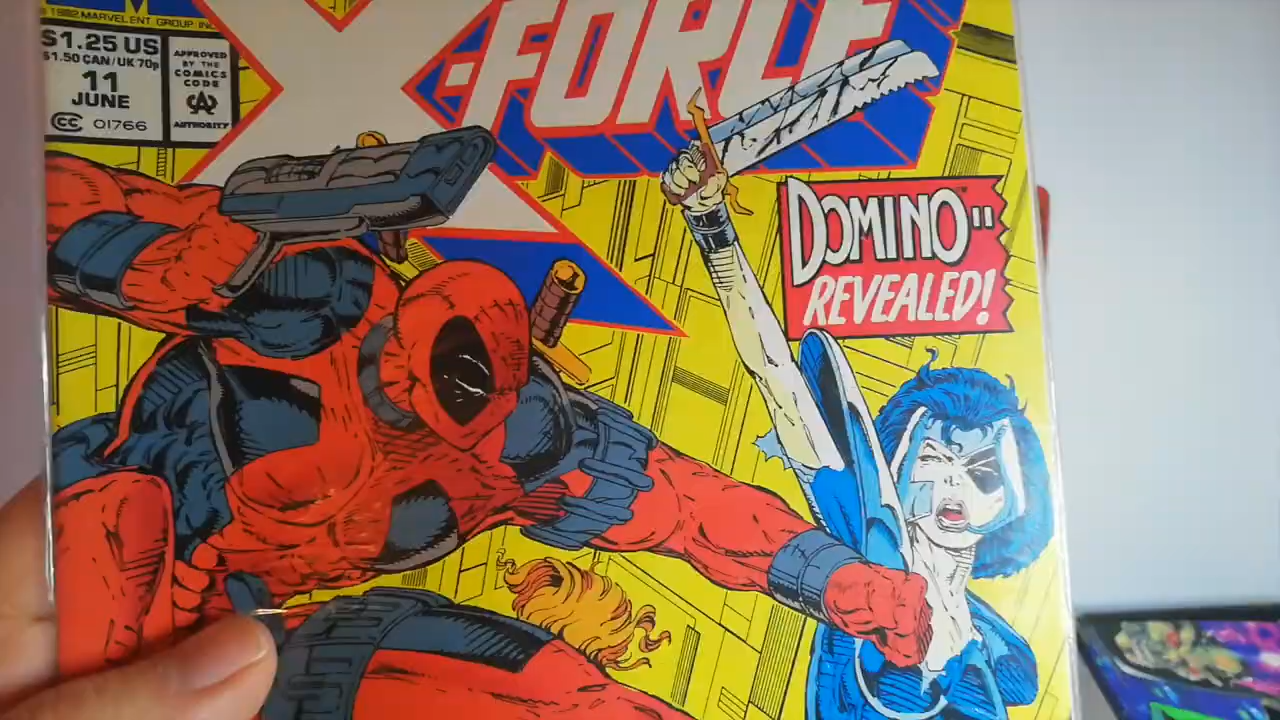 © 1992 MARVEL ENT GROUP INC
$1.25 US
$1.50 CAN/UK 70p
11
JUNE
CC 01766
APPROVED
BY THE
COMICS
CODE
CA
AUTHORITY
X-FORCE
DOMINO--
REVEALED!